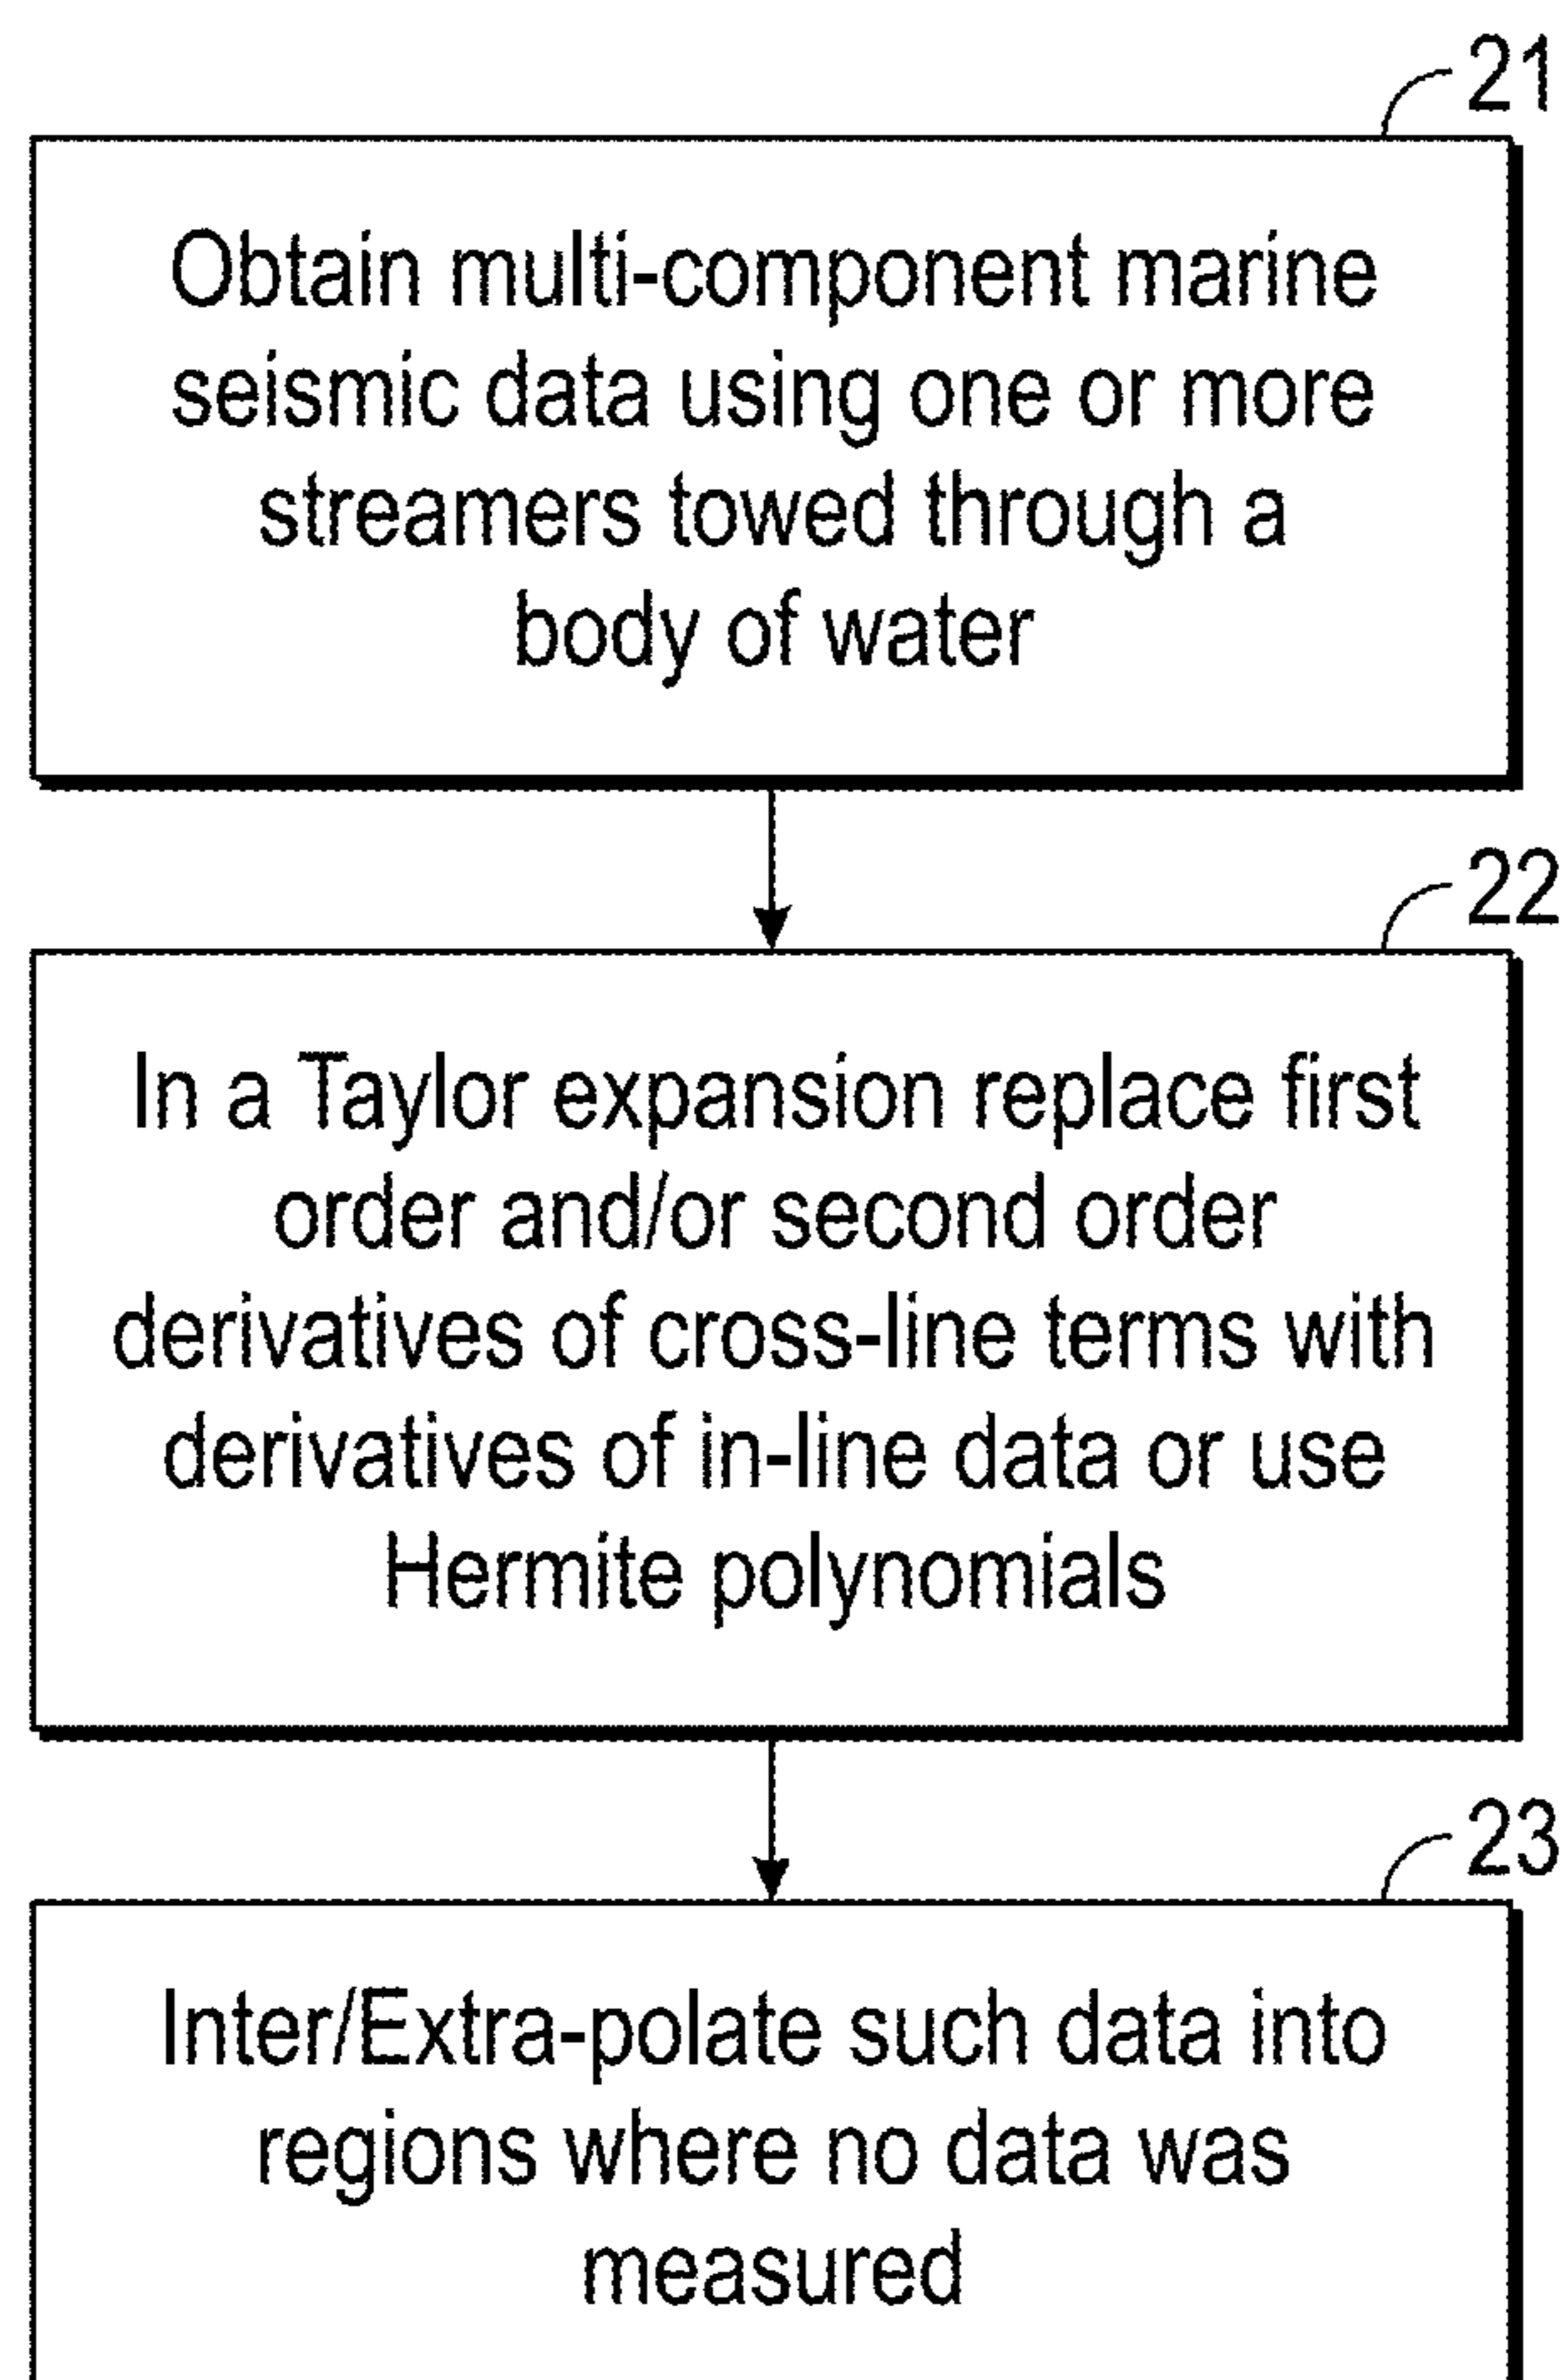 21
Obtain multi-component marine
seismic data using one or more
streamers towed through a
body of water
22
In a Taylor expansion replace first
order and/or second order
derivatives of cross-line terms with
derivatives of in-line data or use
Hermite polynomials
23
Inter/Extra-polate such data into
regions where no data was
measured